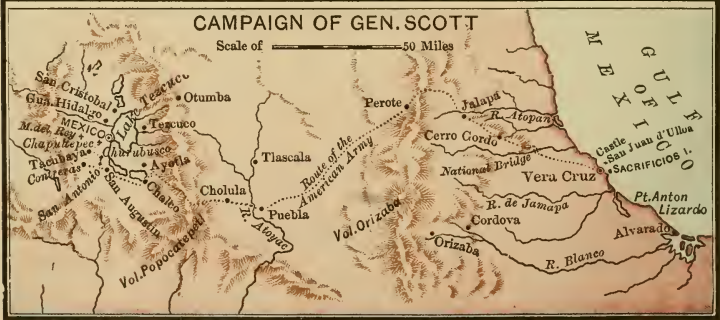 CAMPAIGN OF GEN. SCOTT
Scale of 50 Miles
GULF
OF
MEXICO
San Cristobal
Gua. Hidalgo
MEXICO
M. del Rey
Chapultepec
Tacubaya
Contreras
San Antonio
San Augustin
Lake Tezcuco
Tezcuco
Churubusco
Ayotla
Chalco
Otumba
Tlascala
Cholula
Puebla
R. Atoyac
Vol. Popocatepetl
Route of the
American Army
Perote
Jalapa
R. Atopan
Cerro Gordo
National Bridge
Vera Cruz
Castle
San Juan d'Ulloa
SACRIFICIOS I.
Pt. Anton
Lizardo
Alvarado
R. de Jamapa
Cordova
Orizaba
Vol. Orizaba
R. Blanco